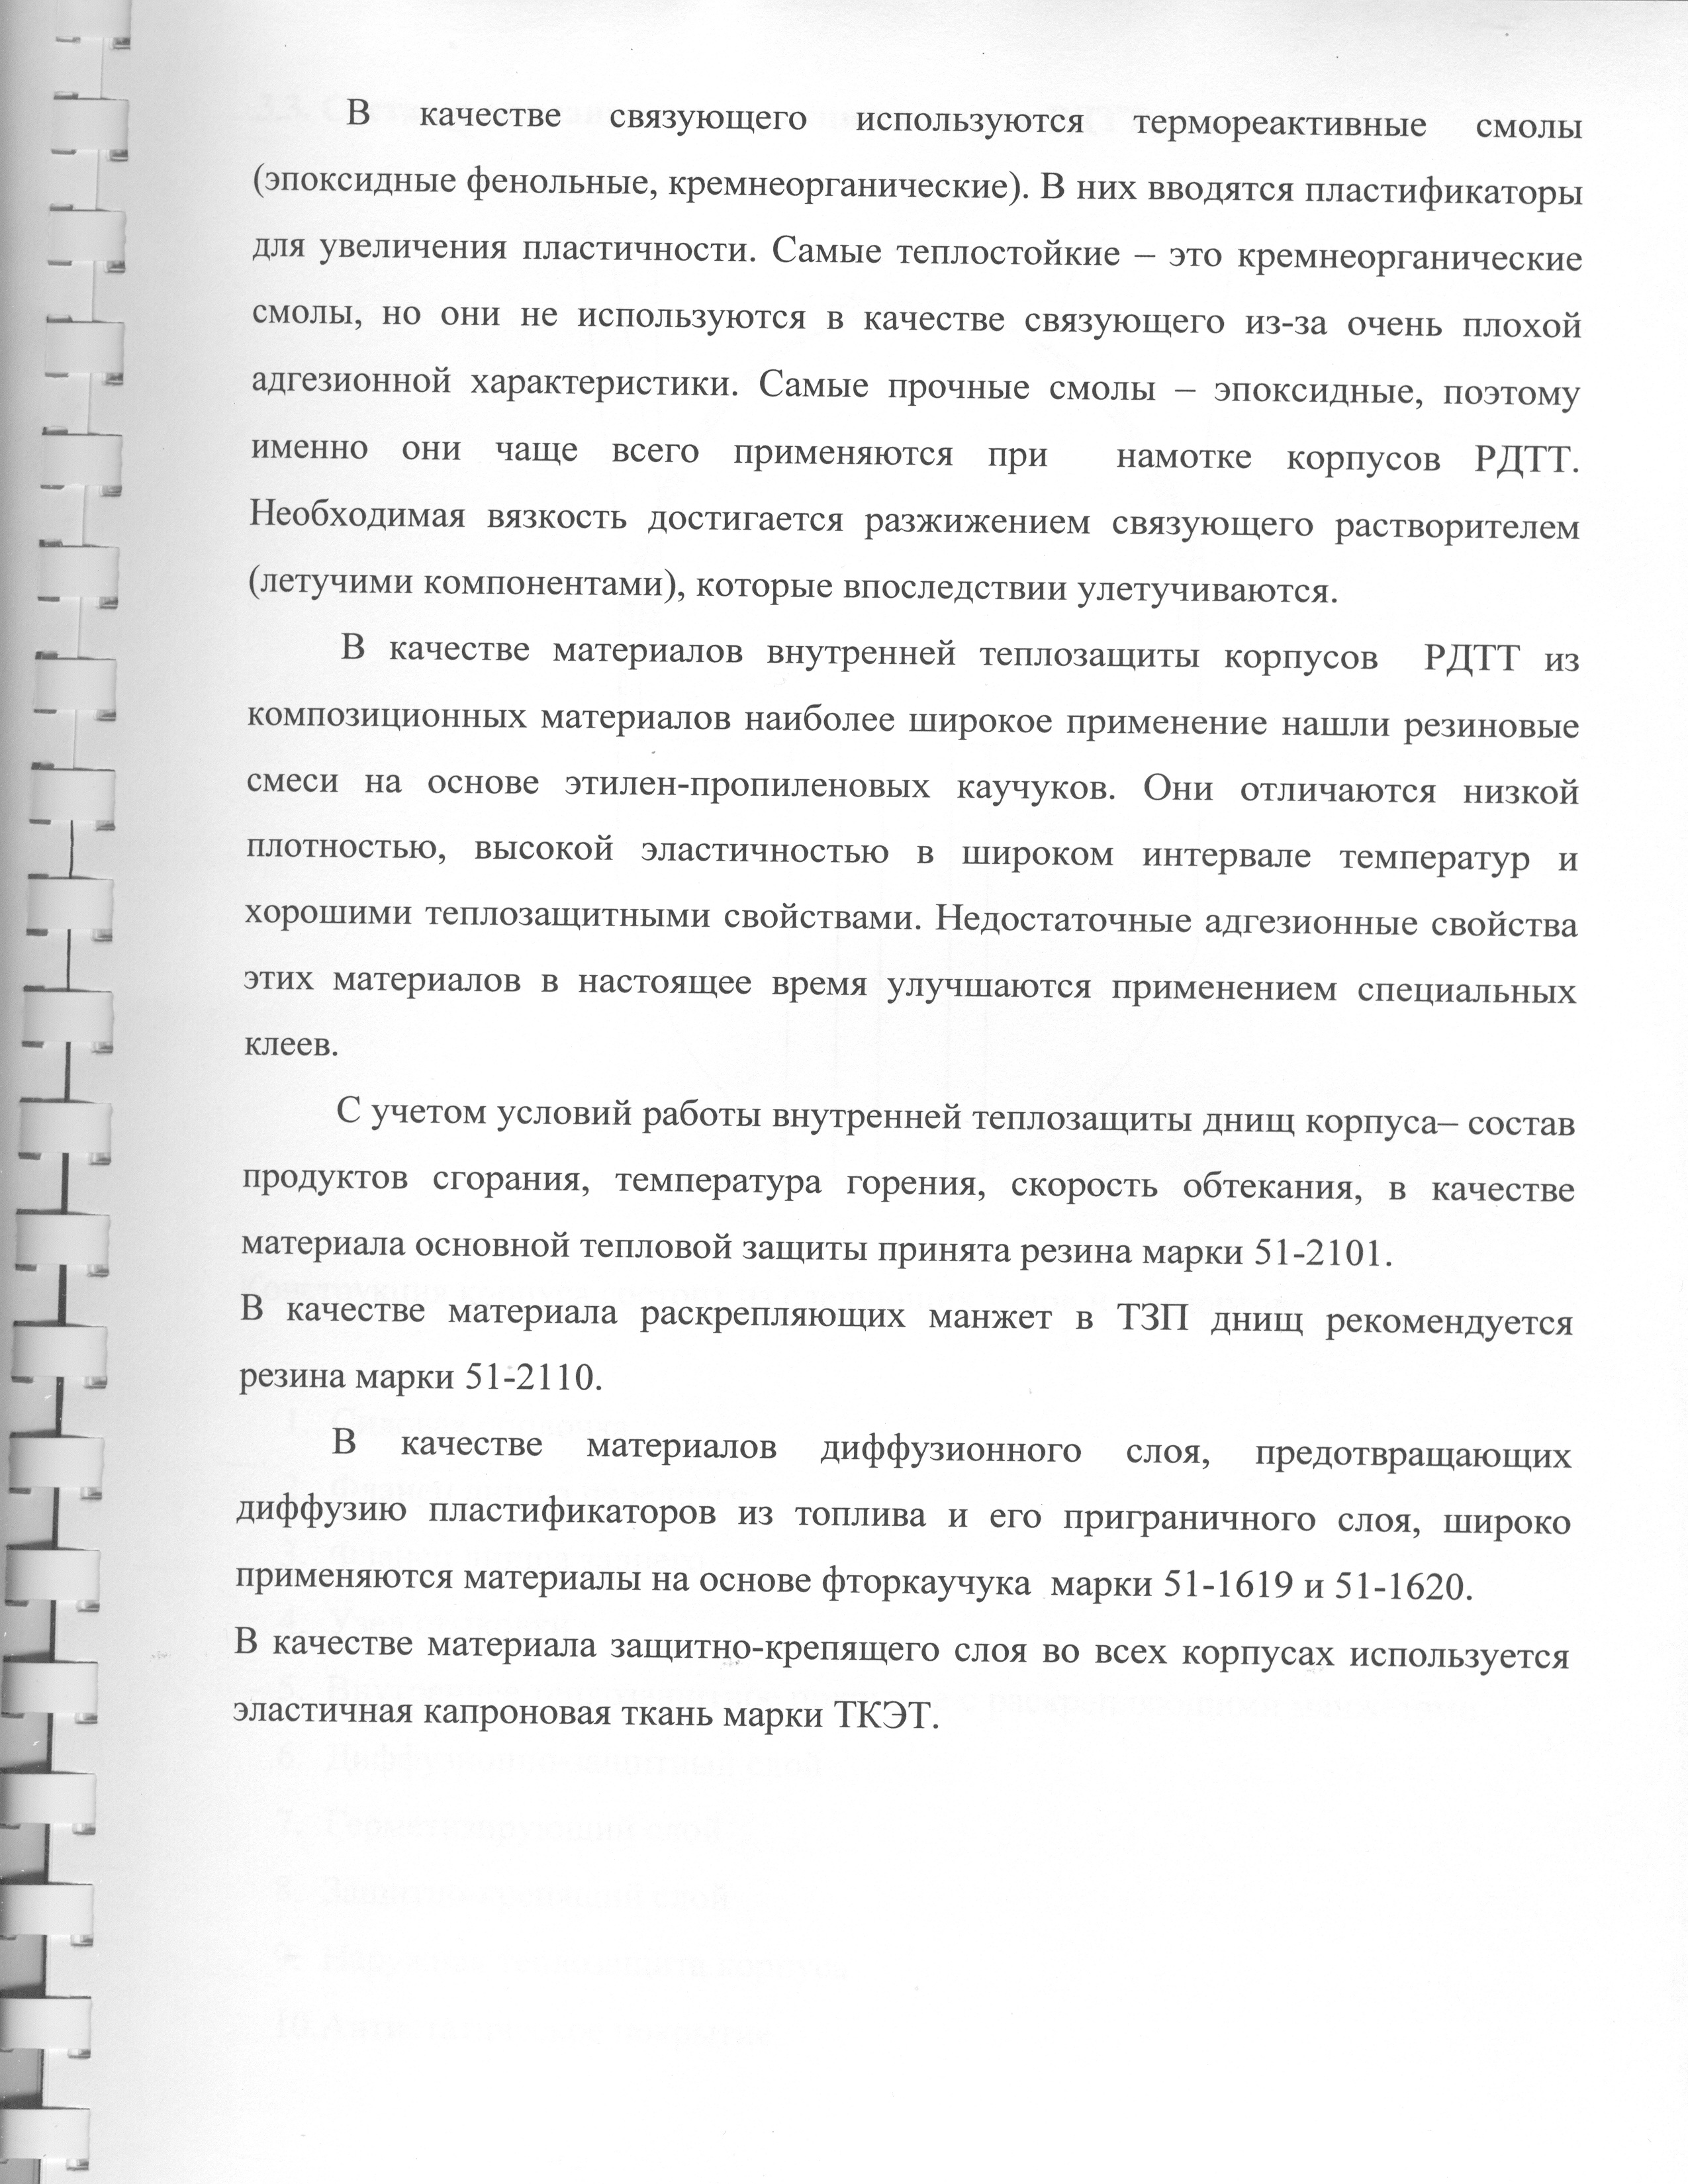 В качестве связующего используются термореактивные смолы
(эпоксидные фенольные, кремнеорганические). В них вводятся пластификаторы
для увеличения пластичности. Самые теплостойкие – это кремнеорганические
смолы, но они не используются в качестве связующего из-за очень плохой
адгезионной характеристики. Самые прочные смолы – эпоксидные, поэтому
именно они чаще всего применяются при намотке корпусов РДТТ.
Необходимая вязкость достигается разжижением связующего растворителем
(летучими компонентами), которые впоследствии улетучиваются.
В качестве материалов внутренней теплозащиты корпусов РДТТ из
композиционных материалов наиболее широкое применение нашли резиновые
смеси на основе этилен-пропиленовых каучуков. Они отличаются низкой
плотностью, высокой эластичностью в широком интервале температур и
хорошими теплозащитными свойствами. Недостаточные адгезионные свойства
этих материалов в настоящее время улучшаются применением специальных
клеев.
С учетом условий работы внутренней теплозащиты днищ корпуса– состав
продуктов сгорания, температура горения, скорость обтекания, в качестве
материала основной тепловой защиты принята резина марки 51-2101.
В качестве материала раскрепляющих манжет в ТЗП днищ рекомендуется
резина марки 51-2110.
В качестве материалов диффузионного слоя, предотвращающих
диффузию пластификаторов из топлива и его приграничного слоя, широко
применяются материалы на основе фторкаучука марки 51-1619 и 51-1620.
В качестве материала защитно-крепящего слоя во всех корпусах используется
эластичная капроновая ткань марки ТКЭТ.